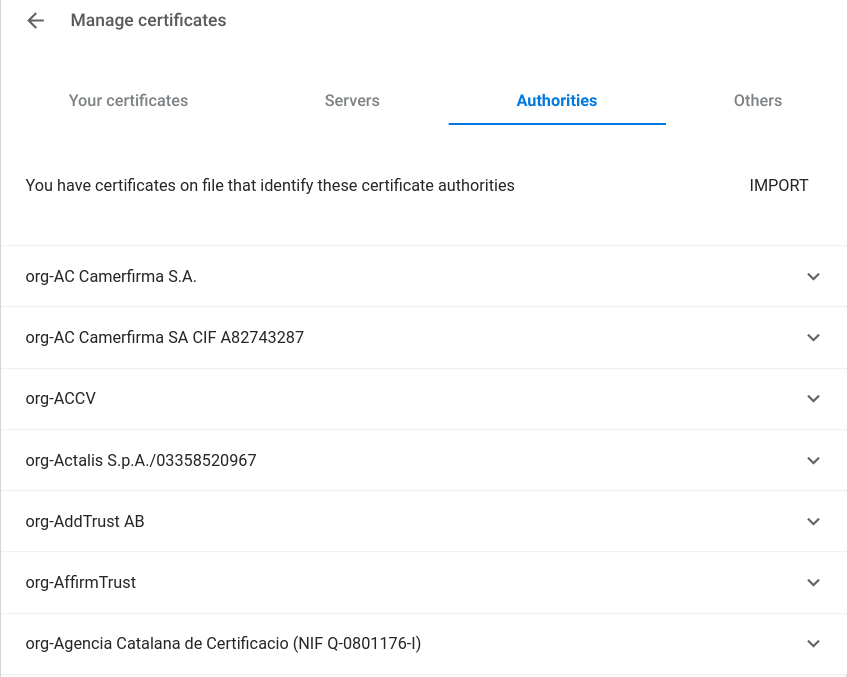 Manage certificates
Your certificates
Servers
Authorities
Others
You have certificates on file that identify these certificate authorities
IMPORT
org-AC Camerfirma S.A.
org-AC Camerfirma SA CIF A82743287
org-ACCV
org-Actalis S.p.A./03358520967
org-AddTrust AB
org-AffirmTrust
org-Agencia Catalana de Certificacio (NIF Q-0801176-I)